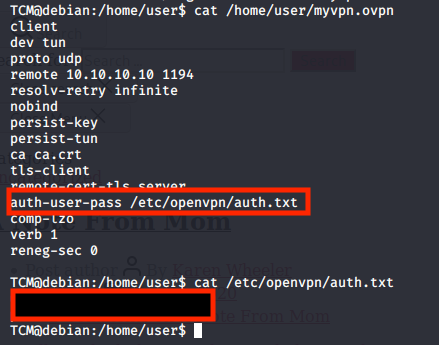 TCM@debian:/home/user$ cat /home/user/myvpn.ovpn
client
dev tun
proto udp
remote 10.10.10.10 1194
resolv-retry infinite
nobind
persist-key
persist-tun
ca ca.crt
tls-client
remote-cert-tls server
auth-user-pass /etc/openvpn/auth.txt
comp-lzo
verb 1
reneg-sec 0
TCM@debian:/home/user$ cat /etc/openvpn/auth.txt
TCM@debian:/home/user$